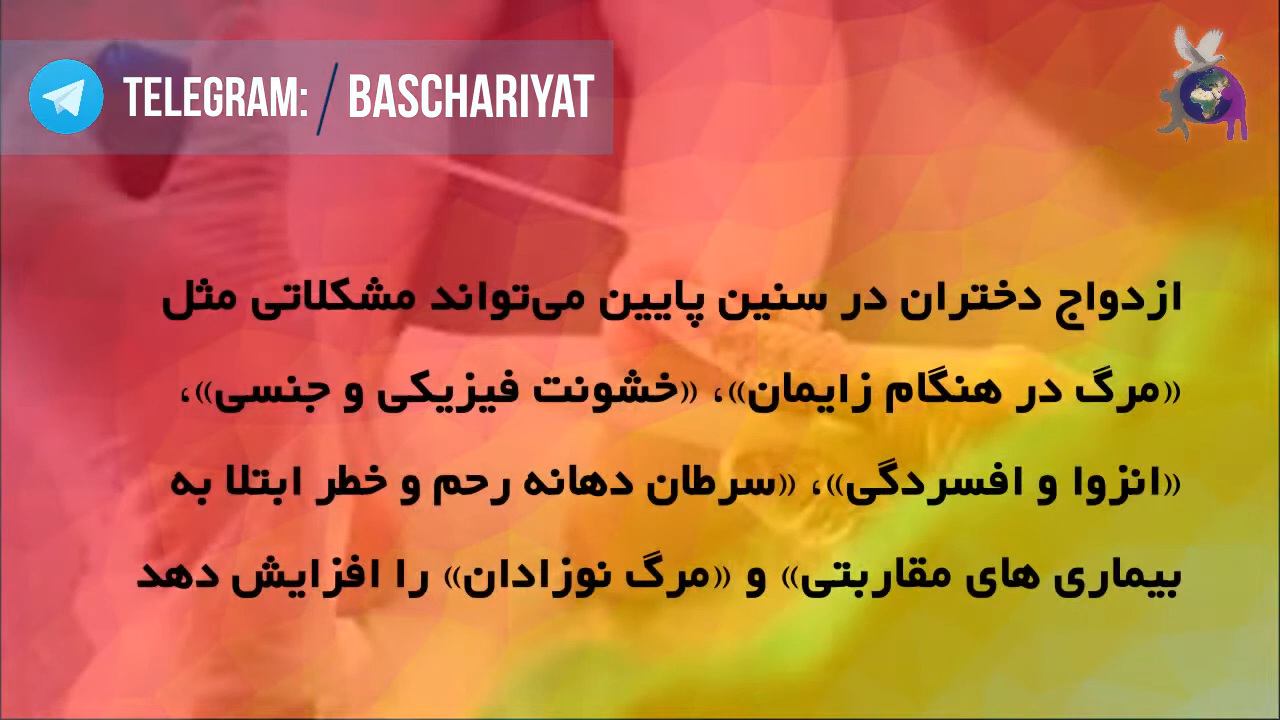 TELEGRAM: / BASCHARIYAT
ازدواج دختران در سنین پایین می‌تواند مشکلاتی مثل
«مرگ در هنگام زایمان»، «خشونت فیزیکی و جنسی»،
«انزوا و افسردگی»، «سرطان دهانه رحم و خطر ابتلا به
بیماری های مقاربتی» و «مرگ نوزادان» را افزایش دهد